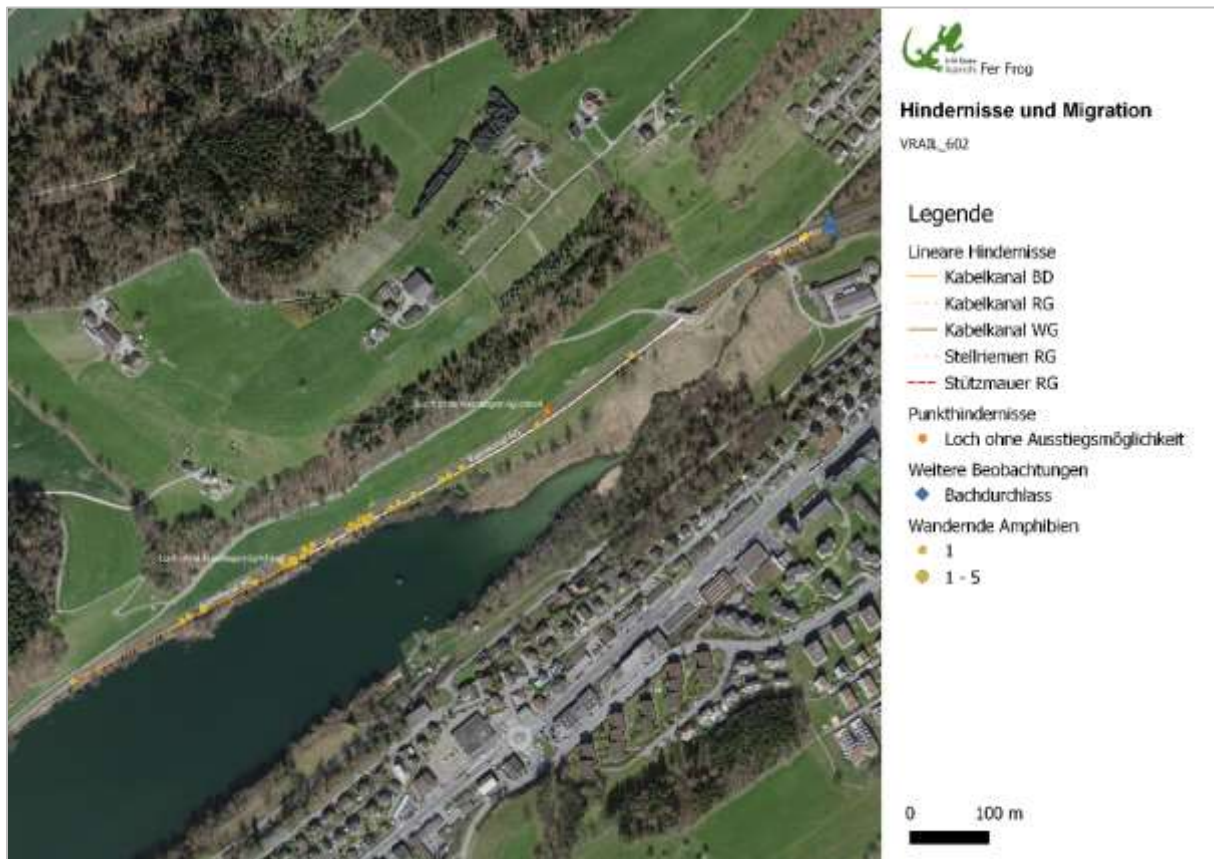 Fer Frog
Hindernisse und Migration
VRAIL_602
Legende
Lineare Hindernisse
Kabelkanal BD
Kabelkanal RG
Kabelkanal WG
Stellriemen RG
Stützmauer RG
Punkthindernisse
Loch ohne Ausstiegsmöglichkeit
Weitere Beobachtungen
Bachdurchlass
Wandernde Amphibien
1
1 - 5
0 100 m